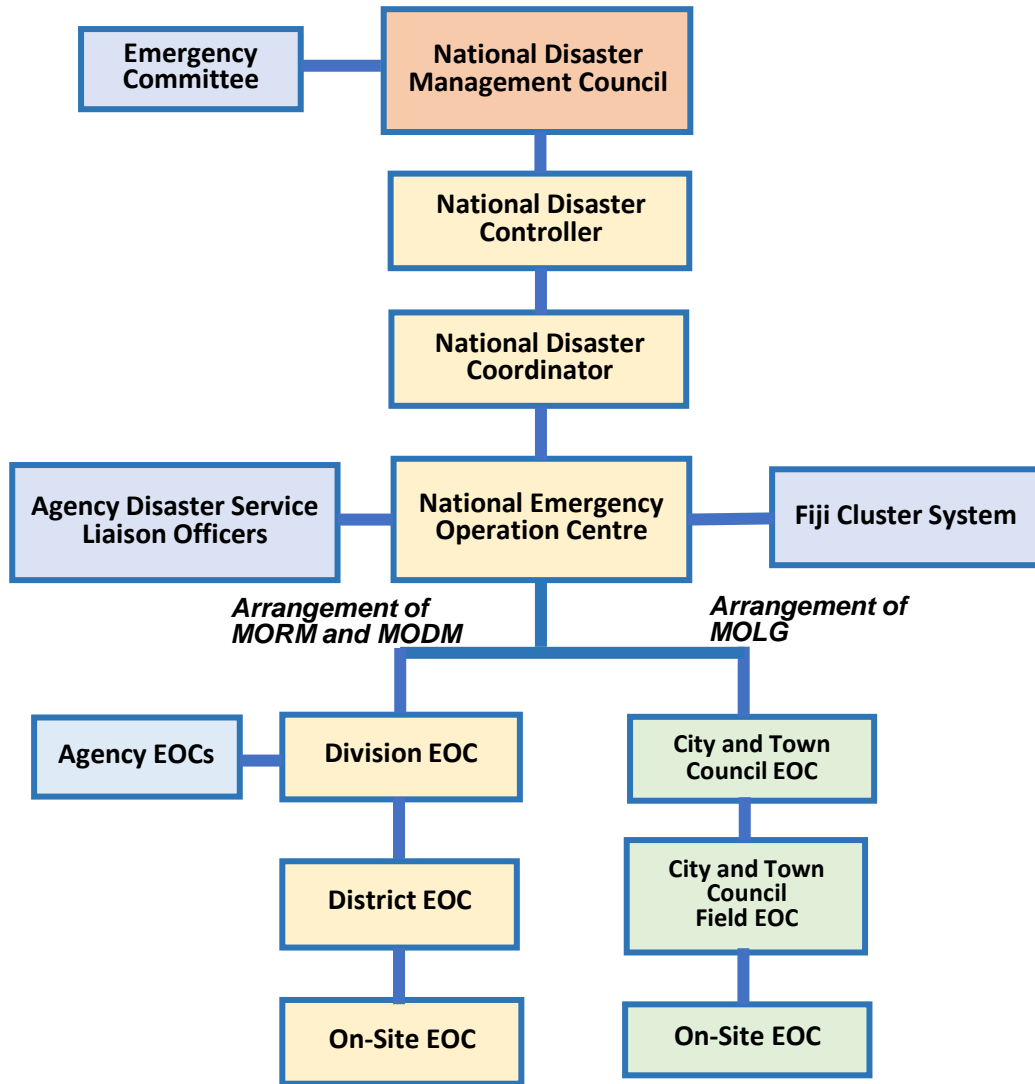 Emergency
Committee
National Disaster
Management Council
National Disaster
Controller
National Disaster
Coordinator
Agency Disaster Service
Liaison Officers
National Emergency
Operation Centre
Fiji Cluster System
Arrangement of
MORM and MODM
Arrangement of
MOLG
Agency EOCs
Division EOC
City and Town
Council EOC
District EOC
City and Town
Council
Field EOC
On-Site EOC
On-Site EOC